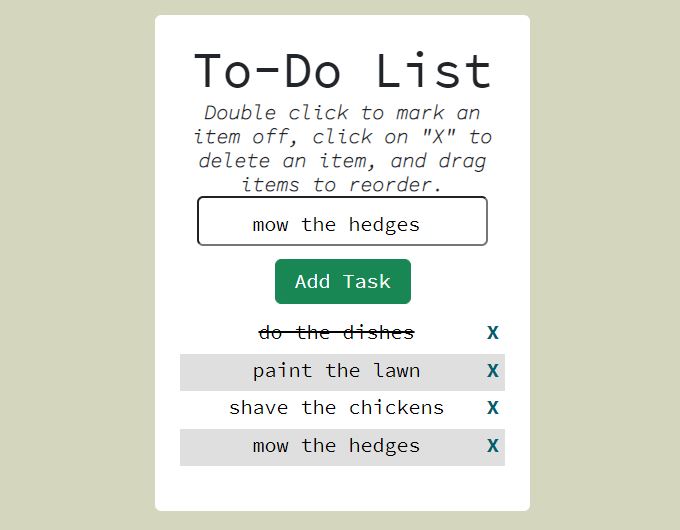 To-Do List
Double click to mark an
item off, click on "X" to
delete an item, and drag
items to reorder.
mow the hedges
Add Task
do the dishes X
paint the lawn X
shave the chickens X
mow the hedges X